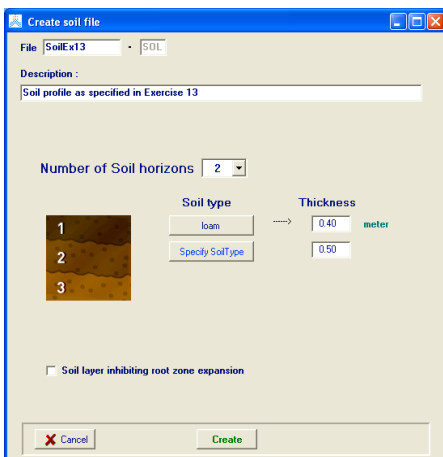 Create soil file
File SoilEx13 . SOL
Description :
Soil profile as specified in Exercise 13
Number of Soil horizons 2
Soil type Thickness
1 loam ------> 0.40 meter
2 Specify SoilType 0.50
3
Soil layer inhibiting root zone expansion
Cancel Create